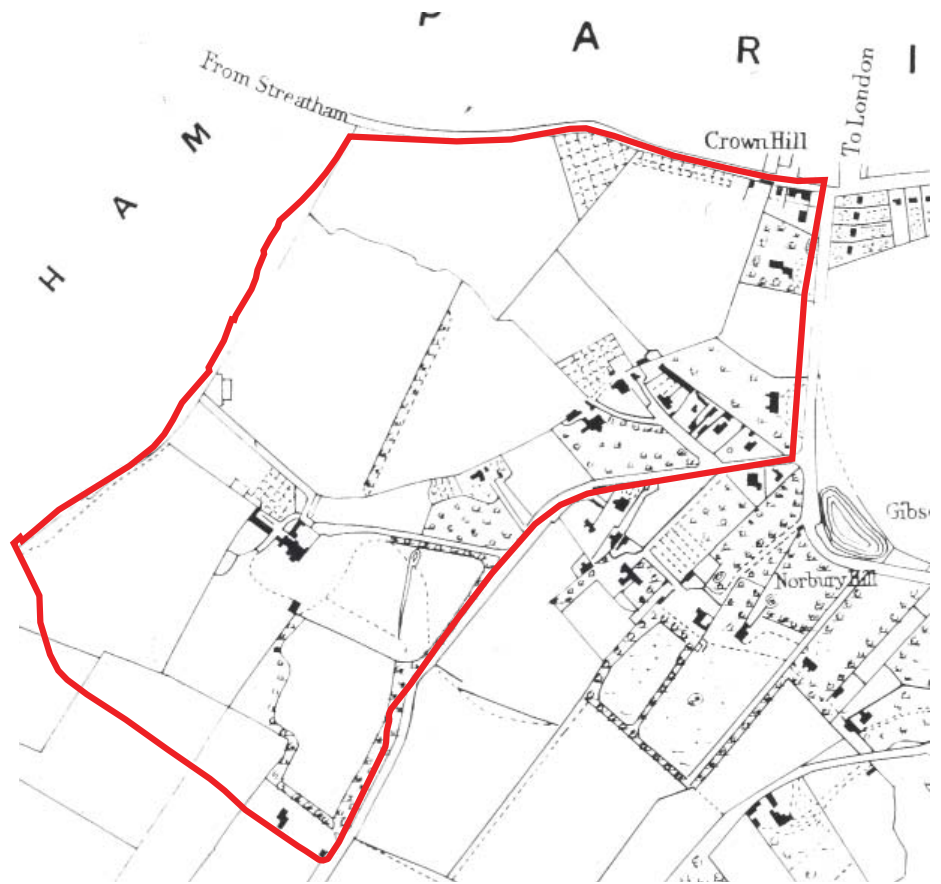 P A R I
From Streatham
Crown Hill
To London
H A M
Gibs
Norbury Hill